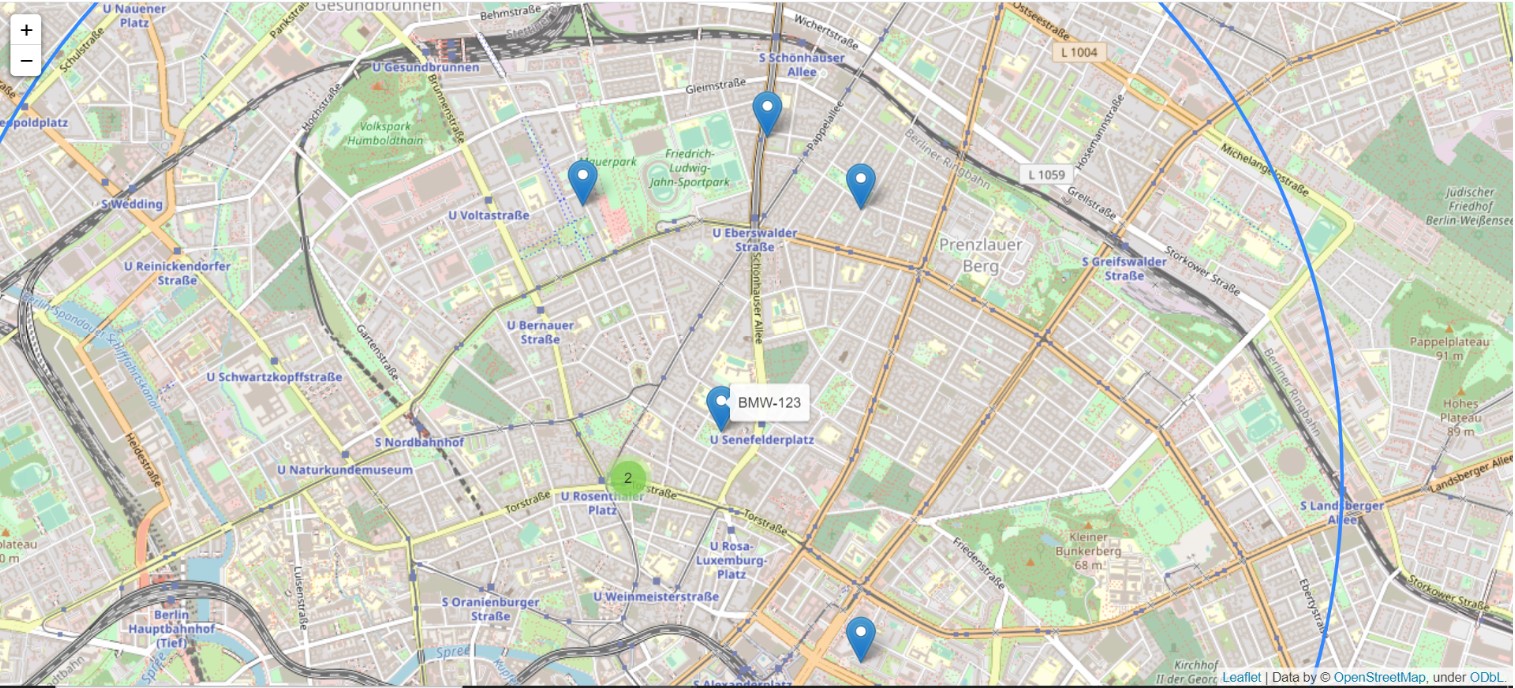 U Nauener
Platz
Pankstraße
Gesundbrunnen
Behmstraße
Wichertstraße
Ostseestraße
L 1004
+
−
Schulstraße
U Gesundbrunnen
S Schönhauser
Allee
Hochstraße
Brunnenstraße
Gleimstraße
Pappelallee
Hosemannstraße
eopoldplatz
Volkspark
Humboldthain
Mauerpark
Friedrich-
Ludwig-
Jahn-Sportpark
Berliner Ringbahn
L 1059
Michelangelostraße
Grellstraße
Jüdischer
Friedhof
Berlin-Weißensee
S Wedding
U Voltastraße
U Eberswalder
Straße
Prenzlauer
Berg
U Reinickendorfer
Straße
S Greifswalder
Straße
Storkower Straße
Berlin-Spandauer Schifffahrtskanal
Gartenstraße
U Bernauer
Straße
Schönhauser Allee
Berliner Ringbahn
Pappelplateau
91 m
U Schwartzkopffstraße
BMW-123
Hohes
Plateau
89 m
S Nordbahnhof
U Senefelderplatz
Heidestraße
U Naturkundemuseum
2
Landsberger Allee
U Rosenthaler
Platz
Torstraße
Torstraße
S Landsberger
Allee
plateau
0 m
U Rosa-
Luxemburg-
Platz
Friedenstraße
Kleiner
Bunkerberg
68 m
Luisenstraße
S Oranienburger
Straße
U Weinmeisterstraße
Ebertystraße
Storkower Straße
Berlin
Hauptbahnhof
(Tief)
Spree
Spree
S Alexanderplatz
Kirchhof
II der Georg
Leaflet | Data by © OpenStreetMap, under ODbL.